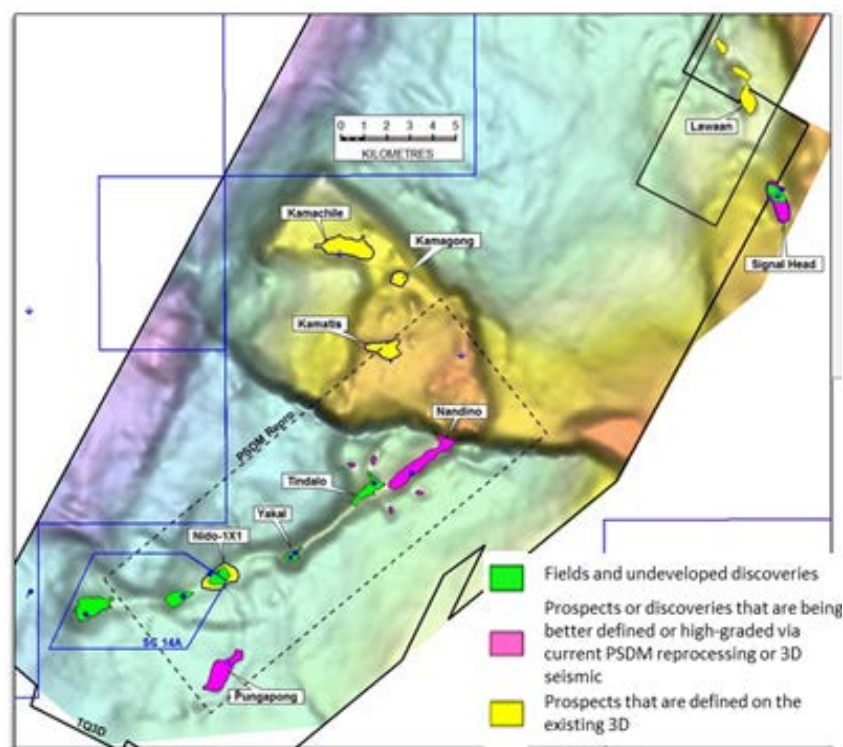 0 1 2 3 4 5
KILOMETRES
Lawaan
Kamachile
Kamagong
Signal Head
Kamatis
Nandino
PSDM Repro
Tindalo
Yakal
Nido-1X1
SC 14A
Pungapong
TQ3D
Fields and undeveloped discoveries
Prospects or discoveries that are being
better defined or high-graded via
current PSDM reprocessing or 3D
seismic
Prospects that are defined on the
existing 3D